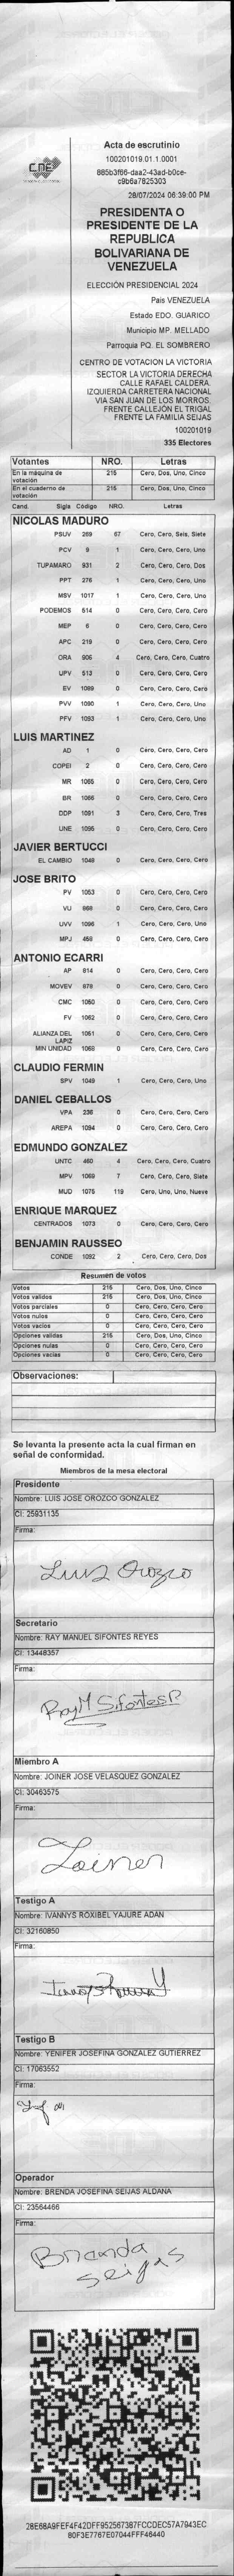 CNE
Acta de escrutinio
100201019.01.1.0001
885b3f66-daa2-43ad-b0ce-
c9b6a7825303
28/07/2024 06:39:00 PM
PRESIDENTA O
PRESIDENTE DE LA
REPUBLICA
BOLIVARIANA DE
VENEZUELA
ELECCIÓN PRESIDENCIAL 2024
Pais VENEZUELA
Estado EDO. GUARICO
Municipio MP. MELLADO
Parroquia PQ. EL SOMBRERO
CENTRO DE VOTACION LA VICTORIA
SECTOR LA VICTORIA DERECHA
CALLE RAFAEL CALDERA.
IZQUIERDA CARRETERA NACIONAL
VIA SAN JUAN DE LOS MORROS.
FRENTE CALLEJÓN EL TRIGAL
FRENTE LA FAMILIA SEIJAS
100201019
335 Electores
Votantes NRO. Letras
En la máquina de votación 215 Cero, Dos, Uno, Cinco
En el cuaderno de votación 215 Cero, Dos, Uno, Cinco
Cand. Sigla Código NRO. Letras
NICOLAS MADURO
PSUV 269 67 Cero, Cero, Seis, Siete
PCV 9 1 Cero, Cero, Cero, Uno
TUPAMARO 931 2 Cero, Cero, Cero, Dos
PPT 276 1 Cero, Cero, Cero, Uno
MSV 1017 1 Cero, Cero, Cero, Uno
PODEMOS 514 0 Cero, Cero, Cero, Cero
MEP 6 0 Cero, Cero, Cero, Cero
APC 219 0 Cero, Cero, Cero, Cero
ORA 906 4 Cero, Cero, Cero, Cuatro
UPV 513 0 Cero, Cero, Cero, Cero
EV 1089 0 Cero, Cero, Cero, Cero
PVV 1090 1 Cero, Cero, Cero, Uno
PFV 1093 1 Cero, Cero, Cero, Uno
LUIS MARTINEZ
AD 1 0 Cero, Cero, Cero, Cero
COPEI 2 0 Cero, Cero, Cero, Cero
MR 1065 0 Cero, Cero, Cero, Cero
BR 1066 0 Cero, Cero, Cero, Cero
DDP 1091 3 Cero, Cero, Cero, Tres
UNE 1095 0 Cero, Cero, Cero, Cero
JAVIER BERTUCCI
EL CAMBIO 1048 0 Cero, Cero, Cero, Cero
JOSE BRITO
PV 1053 0 Cero, Cero, Cero, Cero
VU 968 0 Cero, Cero, Cero, Cero
UVV 1096 1 Cero, Cero, Cero, Uno
MPJ 458 0 Cero, Cero, Cero, Cero
ANTONIO ECARRI
AP 814 0 Cero, Cero, Cero, Cero
MOVEV 878 0 Cero, Cero, Cero, Cero
CMC 1050 0 Cero, Cero, Cero, Cero
FV 1062 0 Cero, Cero, Cero, Cero
ALIANZA DEL LAPIZ 1051 0 Cero, Cero, Cero, Cero
MIN UNIDAD 1068 0 Cero, Cero, Cero, Cero
CLAUDIO FERMIN
SPV 1049 1 Cero, Cero, Cero, Uno
DANIEL CEBALLOS
VPA 236 0 Cero, Cero, Cero, Cero
AREPA 1094 0 Cero, Cero, Cero, Cero
EDMUNDO GONZALEZ
UNTC 460 4 Cero, Cero, Cero, Cuatro
MPV 1069 7 Cero, Cero, Cero, Siete
MUD 1075 119 Cero, Uno, Uno, Nueve
ENRIQUE MARQUEZ
CENTRADOS 1073 0 Cero, Cero, Cero, Cero
BENJAMIN RAUSSEO
CONDE 1092 2 Cero, Cero, Cero, Dos
Resumen de votos
Votos 215 Cero, Dos, Uno, Cinco
Votos validos 215 Cero, Dos, Uno, Cinco
Votos parciales 0 Cero, Cero, Cero, Cero
Votos nulos 0 Cero, Cero, Cero, Cero
Votos vacios 0 Cero, Cero, Cero, Cero
Opciones validas 215 Cero, Dos, Uno, Cinco
Opciones nulas 0 Cero, Cero, Cero, Cero
Opciones vacias 0 Cero, Cero, Cero, Cero
Observaciones:
Se levanta la presente acta la cual firman en
señal de conformidad.
Miembros de la mesa electoral
Presidente
Nombre: LUIS JOSE OROZCO GONZALEZ
CI: 25931135
Firma:
Luis Orozco
Secretario
Nombre: RAY MANUEL SIFONTES REYES
CI: 13448357
Firma:
Ray M Sifontes R
Miembro A
Nombre: JOINER JOSE VELASQUEZ GONZALEZ
CI: 30463575
Firma:
Joiner
Testigo A
Nombre: IVANNYS ROXIBEL YAJURE ADAN
CI: 32160850
Firma:
Testigo B
Nombre: YENIFER JOSEFINA GONZALEZ GUTIERREZ
CI: 17063552
Firma:
Operador
Nombre: BRENDA JOSEFINA SEIJAS ALDANA
CI: 23564466
Firma:
Brenda
Seijas
28E68A9FEF4F42DFF952567387FCCDEC57A7943EC
80F3E7767E07044FFF46440